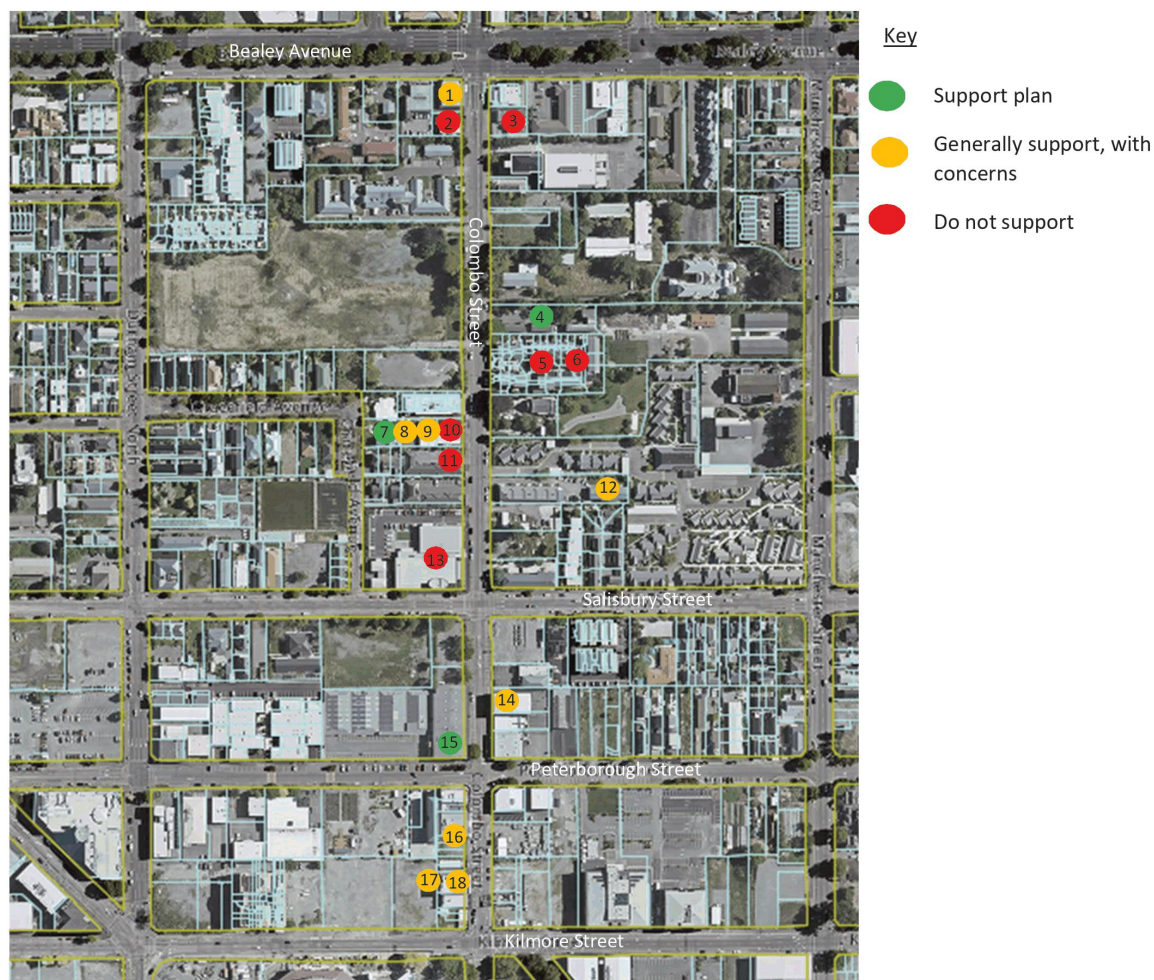 Bealey Avenue
Key
Support plan
Generally support, with
concerns
Do not support
1
2
3
Colombo Street
4
5
6
7
8
9
10
11
12
13
Salisbury Street
14
15
Peterborough Street
16
17
18
Kilmore Street